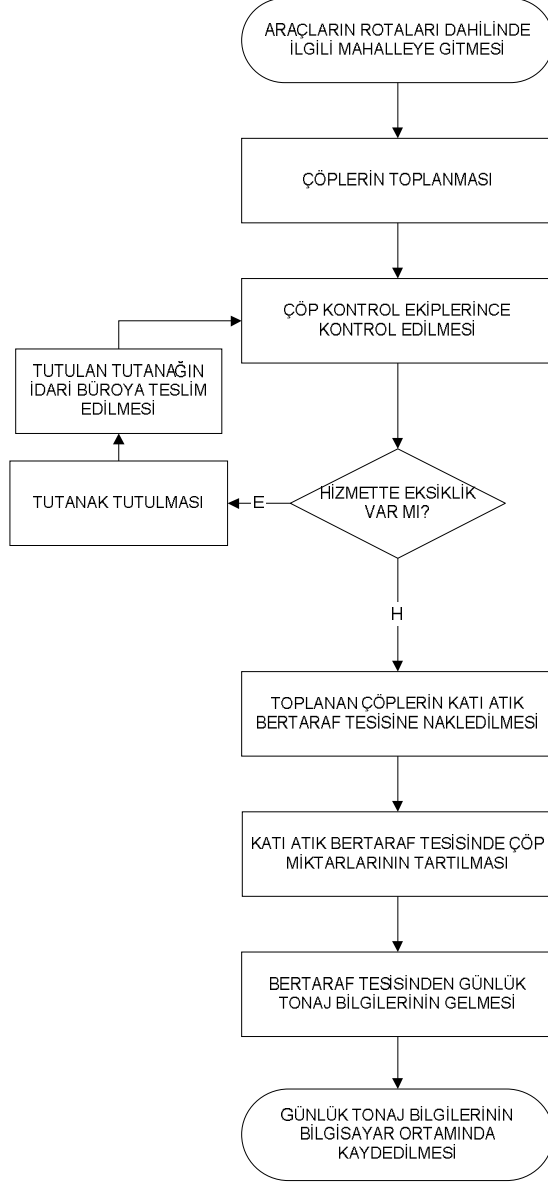 ARAÇLARIN ROTALARI DAHİLİNDE
İLGİLİ MAHALLEYE GİTMESİ
ÇÖPLERİN TOPLANMASI
ÇÖP KONTROL EKİPLERİNCE
KONTROL EDİLMESİ
TUTULAN TUTANAĞIN
İDARİ BÜROYA TESLİM
EDİLMESİ
TUTANAK TUTULMASI
E
HİZMETTE EKSİKLİK
VAR MI?
H
TOPLANAN ÇÖPLERİN KATI ATIK
BERTARAF TESİSİNE NAKLEDİLMESİ
KATI ATIK BERTARAF TESİSİNDE ÇÖP
MİKTARLARININ TARTILMASI
BERTARAF TESİSİNDEN GÜNLÜK
TONAJ BİLGİLERİNİN GELMESİ
GÜNLÜK TONAJ BİLGİLERİNİN
BİLGİSAYAR ORTAMINDA
KAYDEDİLMESİ